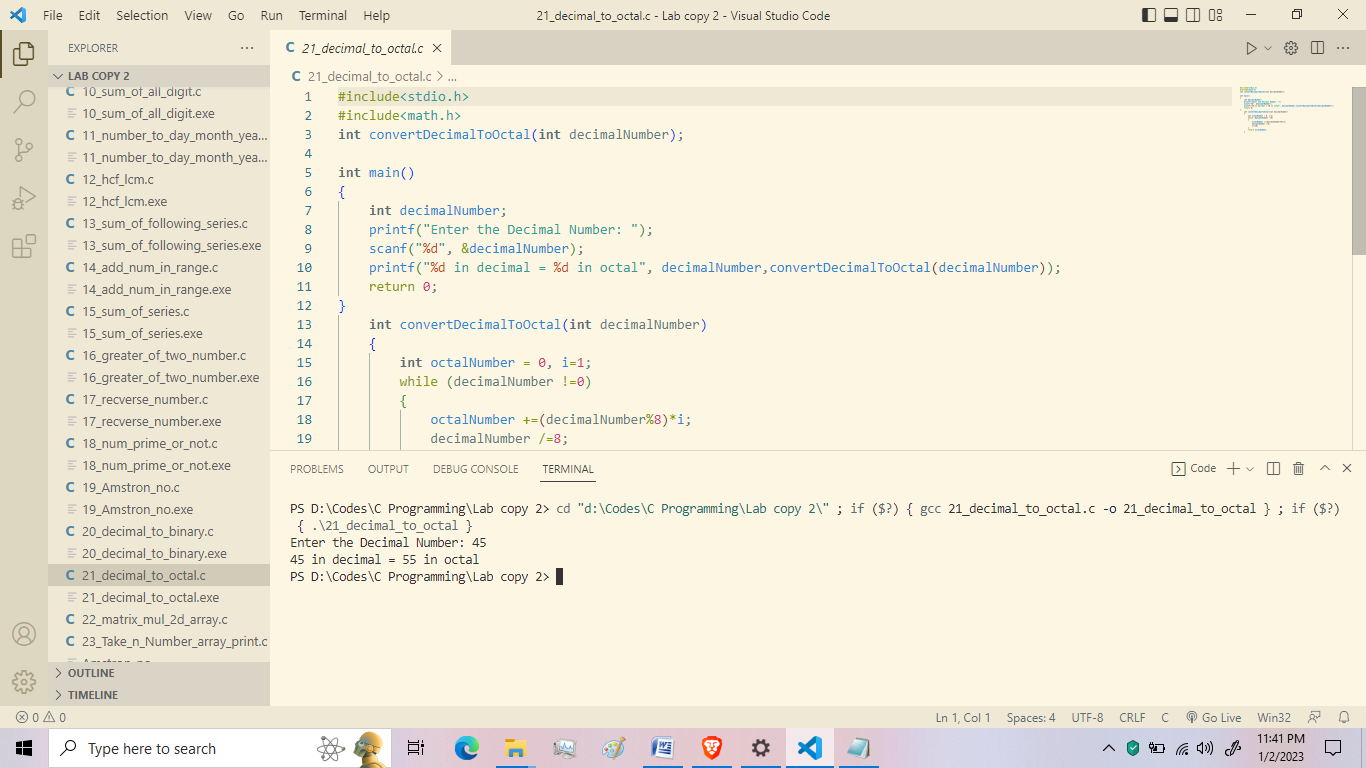 File Edit Selection View Go Run Terminal Help
21_decimal_to_octal.c - Lab copy 2 - Visual Studio Code
EXPLORER
LAB COPY 2
C 10_sum_of_all_digit.c
10_sum_of_all_digit.exe
C 11_number_to_day_month_yea...
11_number_to_day_month_yea...
C 12_hcf_lcm.c
12_hcf_lcm.exe
C 13_sum_of_following_series.c
13_sum_of_following_series.exe
C 14_add_num_in_range.c
14_add_num_in_range.exe
C 15_sum_of_series.c
15_sum_of_series.exe
C 16_greater_of_two_number.c
16_greater_of_two_number.exe
C 17_recverse_number.c
17_recverse_number.exe
C 18_num_prime_or_not.c
18_num_prime_or_not.exe
C 19_Amstron_no.c
19_Amstron_no.exe
C 20_decimal_to_binary.c
20_decimal_to_binary.exe
C 21_decimal_to_octal.c
21_decimal_to_octal.exe
C 22_matrix_mul_2d_array.c
C 23_Take_n_Number_array_print.c
OUTLINE
TIMELINE
C 21_decimal_to_octal.c
C 21_decimal_to_octal.c > ...
1 #include<stdio.h>
2 #include<math.h>
3 int convertDecimalToOctal(int decimalNumber);
4
5 int main()
6 {
7 int decimalNumber;
8 printf("Enter the Decimal Number: ");
9 scanf("%d", &decimalNumber);
10 printf("%d in decimal = %d in octal", decimalNumber,convertDecimalToOctal(decimalNumber));
11 return 0;
12 }
13 int convertDecimalToOctal(int decimalNumber)
14 {
15 int octalNumber = 0, i=1;
16 while (decimalNumber !=0)
17 {
18 octalNumber +=(decimalNumber%8)*i;
19 decimalNumber /=8;
PROBLEMS OUTPUT DEBUG CONSOLE TERMINAL
Code
PS D:\Codes\C Programming\Lab copy 2> cd "d:\Codes\C Programming\Lab copy 2\" ; if ($?) { gcc 21_decimal_to_octal.c -o 21_decimal_to_octal } ; if ($?)
{ .\21_decimal_to_octal }
Enter the Decimal Number: 45
45 in decimal = 55 in octal
PS D:\Codes\C Programming\Lab copy 2>
0 0
Ln 1, Col 1 Spaces: 4 UTF-8 CRLF C Go Live Win32
Type here to search
11:41 PM
1/2/2023